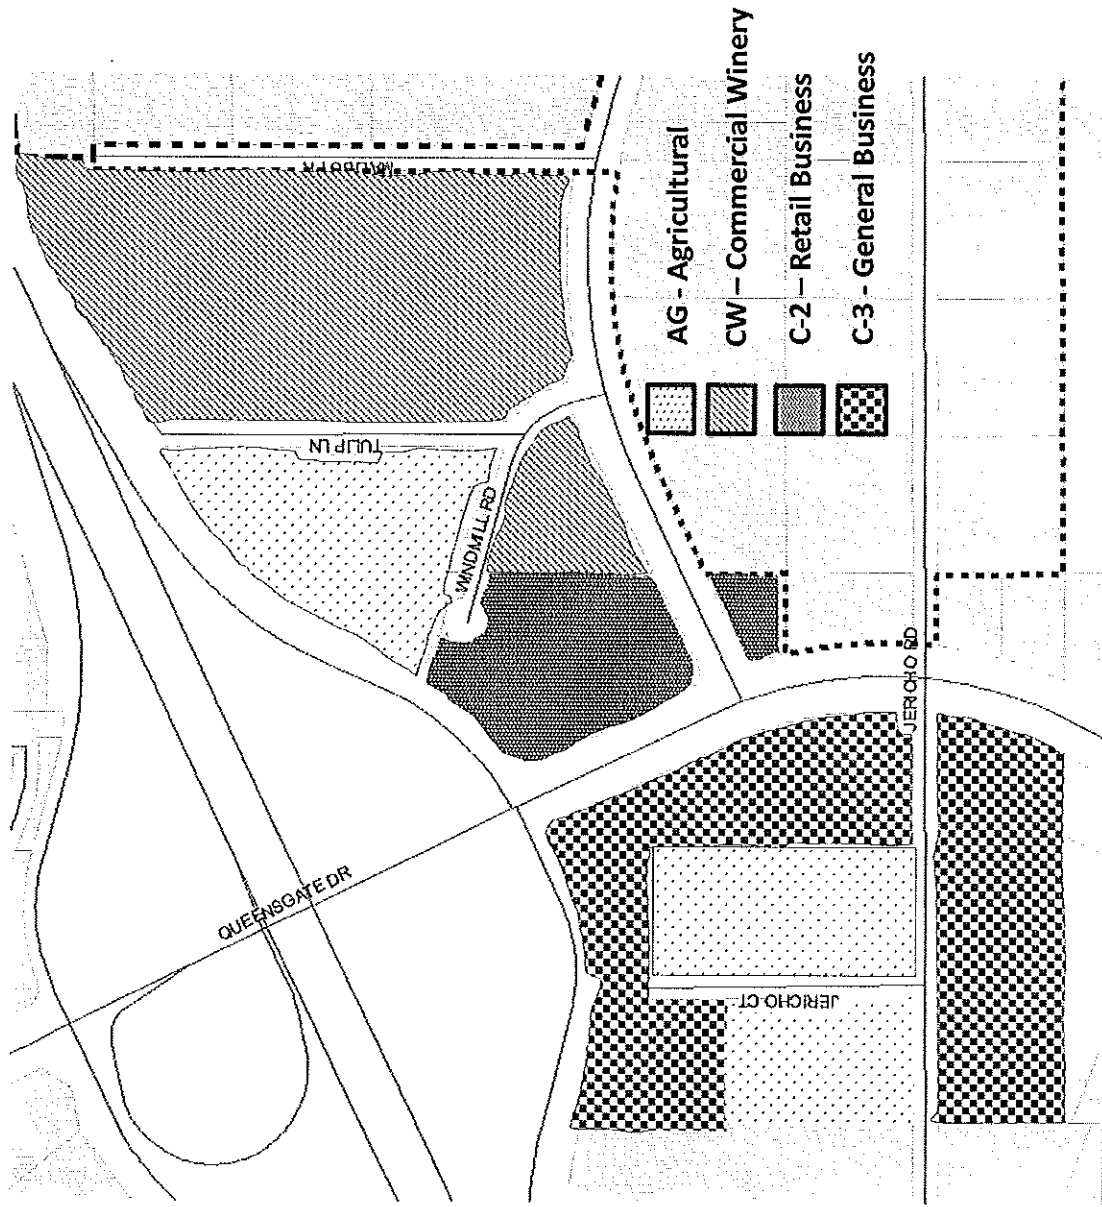 TULIP LN
WINDMILL RD
QUEENSGATE DR
JERICHO RD
JERICHO CT
AG - Agricultural
CW – Commercial Winery
C-2 – Retail Business
C-3 - General Business